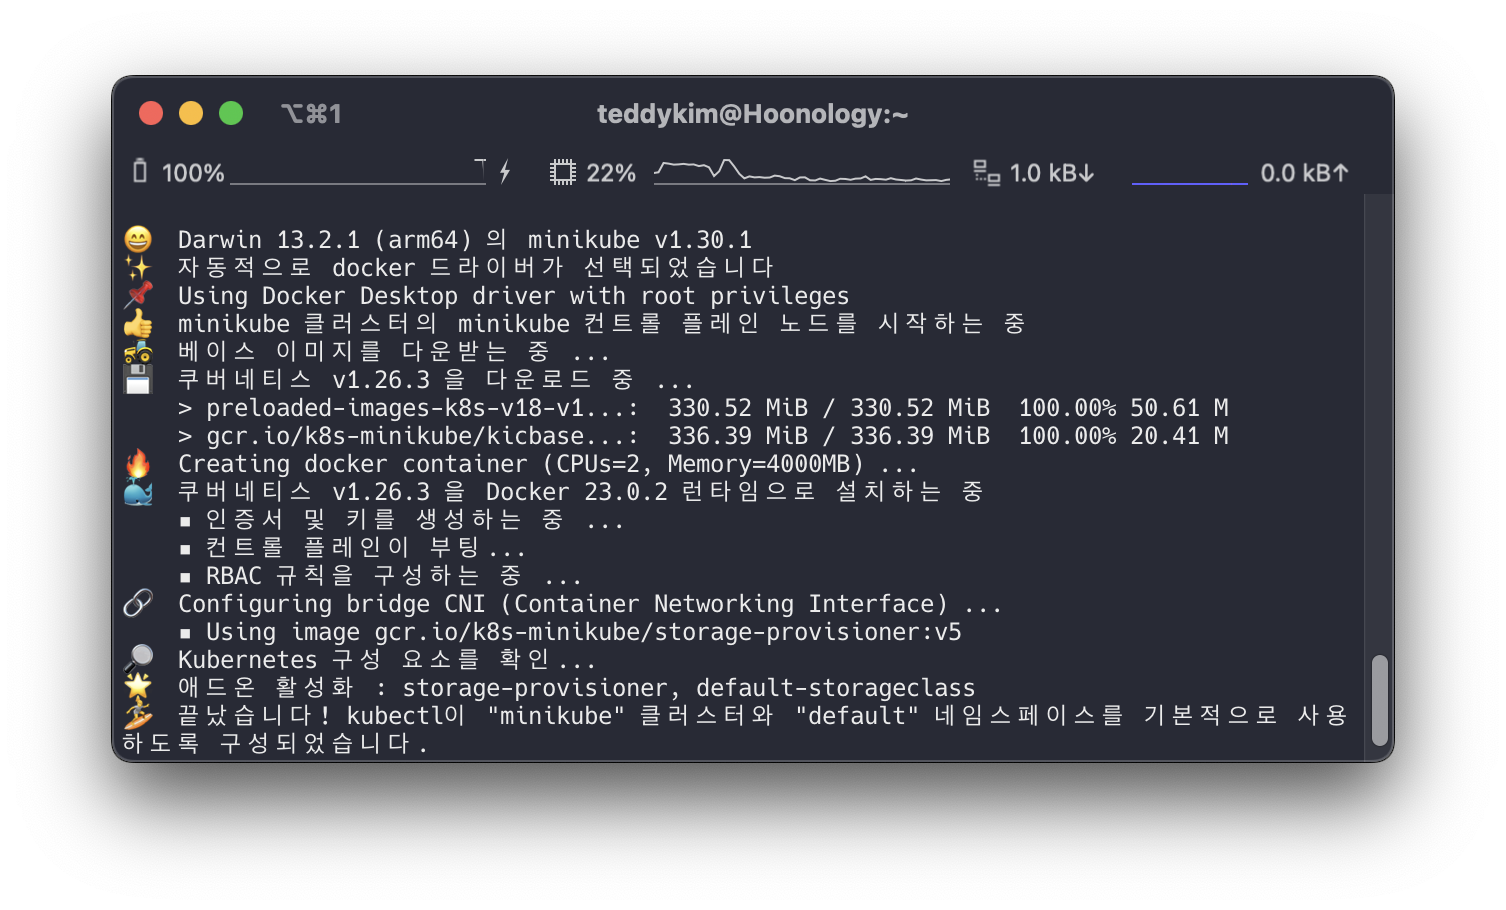 ⌥⌘1 teddykim@Hoonology:~
100% 22% 1.0 kB↓ 0.0 kB↑
😄 Darwin 13.2.1 (arm64) 의 minikube v1.30.1
✨ 자동적으로 docker 드라이버가 선택되었습니다
📌 Using Docker Desktop driver with root privileges
👍 minikube 클러스터의 minikube 컨트롤 플레인 노드를 시작하는 중
🚜 베이스 이미지를 다운받는 중 ...
💾 쿠버네티스 v1.26.3 을 다운로드 중 ...
> preloaded-images-k8s-v18-v1...: 330.52 MiB / 330.52 MiB 100.00% 50.61 M
> gcr.io/k8s-minikube/kicbase...: 336.39 MiB / 336.39 MiB 100.00% 20.41 M
🔥 Creating docker container (CPUs=2, Memory=4000MB) ...
🐳 쿠버네티스 v1.26.3 을 Docker 23.0.2 런타임으로 설치하는 중
▪ 인증서 및 키를 생성하는 중 ...
▪ 컨트롤 플레인이 부팅...
▪ RBAC 규칙을 구성하는 중 ...
🔗 Configuring bridge CNI (Container Networking Interface) ...
▪ Using image gcr.io/k8s-minikube/storage-provisioner:v5
🔎 Kubernetes 구성 요소를 확인...
🌟 애드온 활성화 : storage-provisioner, default-storageclass
🏄 끝났습니다! kubectl이 "minikube" 클러스터와 "default" 네임스페이스를 기본적으로 사용
하도록 구성되었습니다.